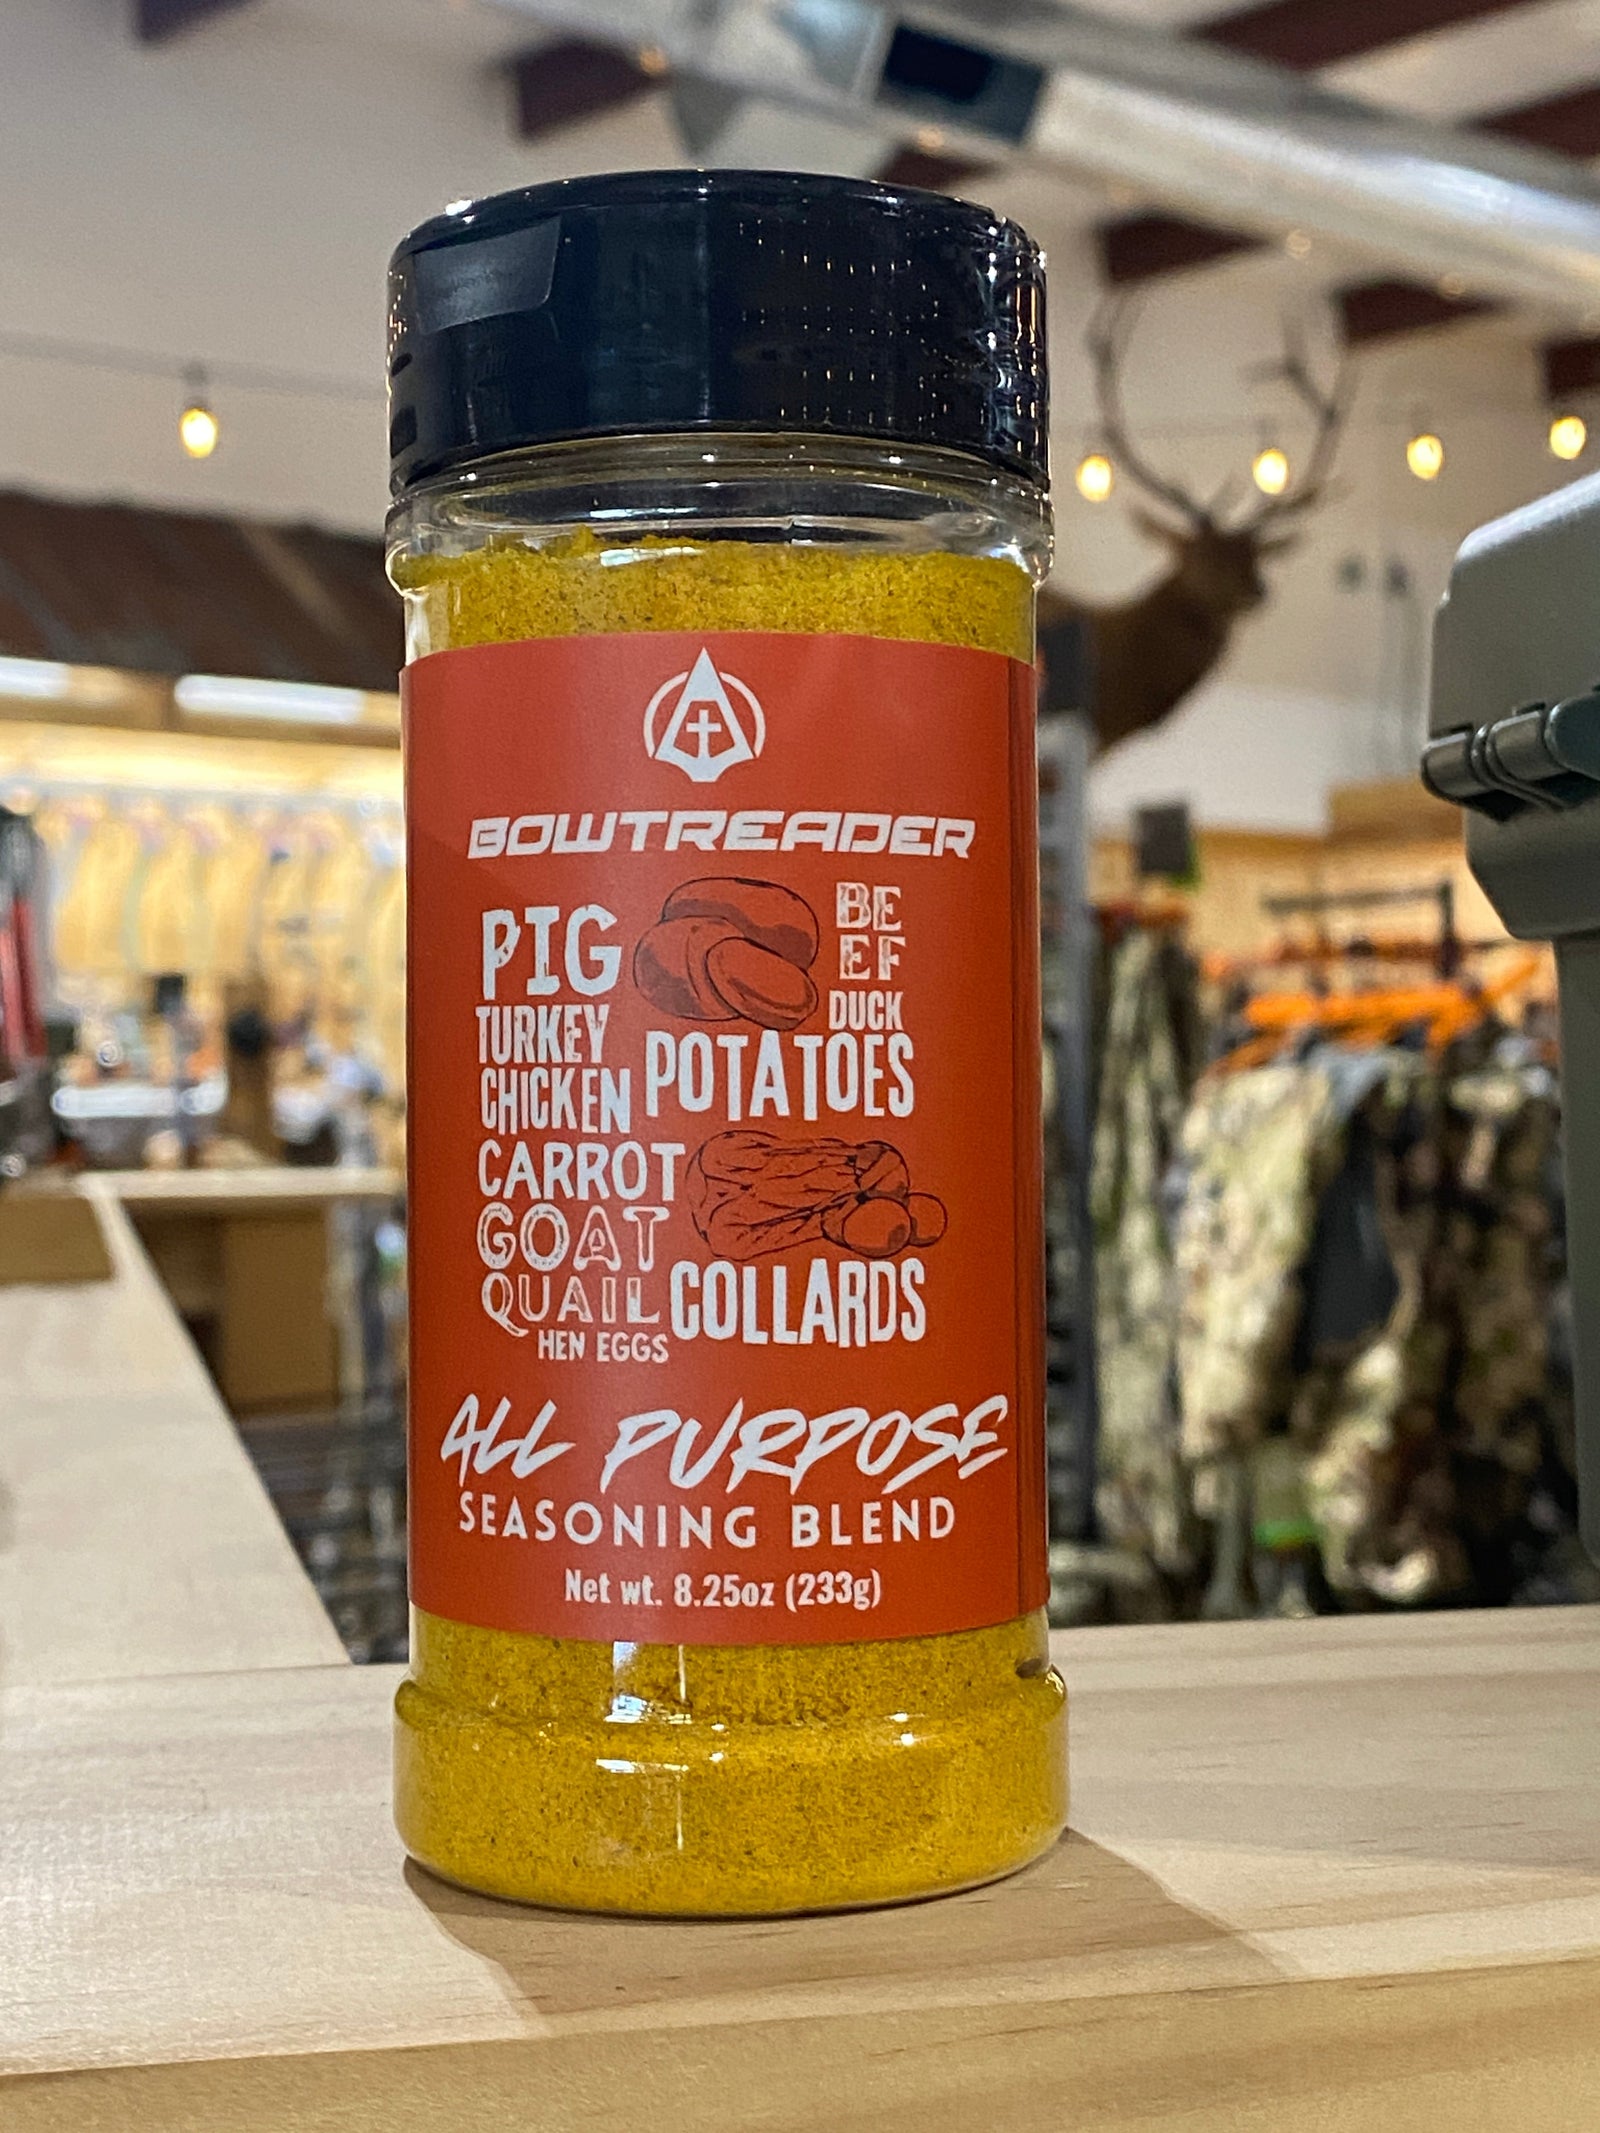 BOWTREADER
PIG
BE
EF
DUCK
TURKEY
POTATOES
CHICKEN
CARROT
GOAT
QUAIL
COLLARDS
HEN EGGS
ALL PURPOSE
SEASONING BLEND
Net wt. 8.25oz (233g)